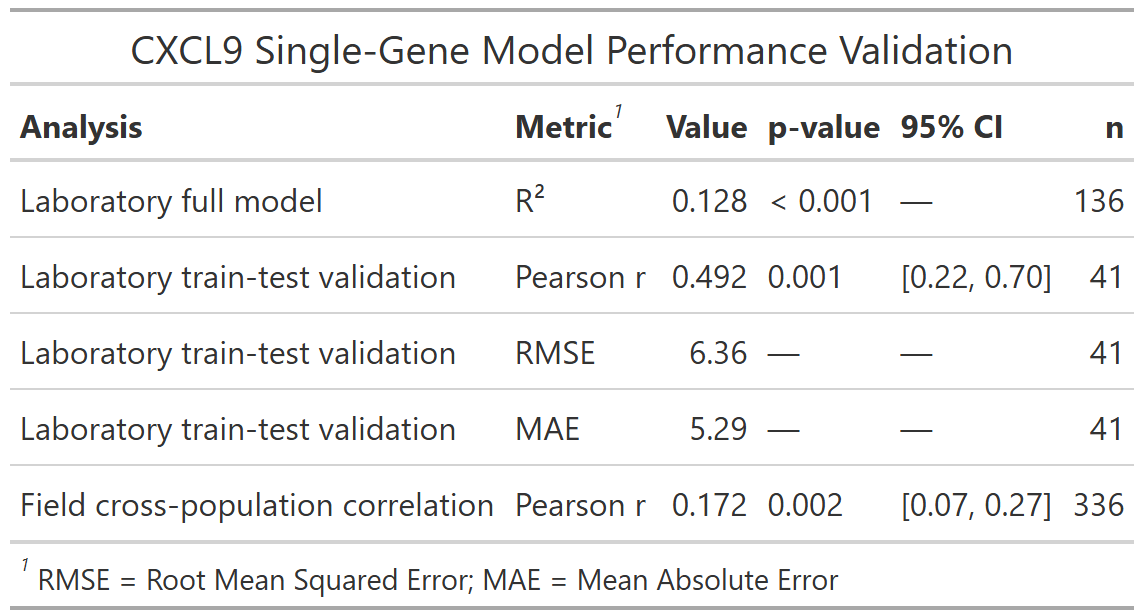 CXCL9 Single-Gene Model Performance Validation
Analysis Metric¹ Value p-value 95% CI n
Laboratory full model R² 0.128 < 0.001 — 136
Laboratory train-test validation Pearson r 0.492 0.001 [0.22, 0.70] 41
Laboratory train-test validation RMSE 6.36 — — 41
Laboratory train-test validation MAE 5.29 — — 41
Field cross-population correlation Pearson r 0.172 0.002 [0.07, 0.27] 336
¹ RMSE = Root Mean Squared Error; MAE = Mean Absolute Error